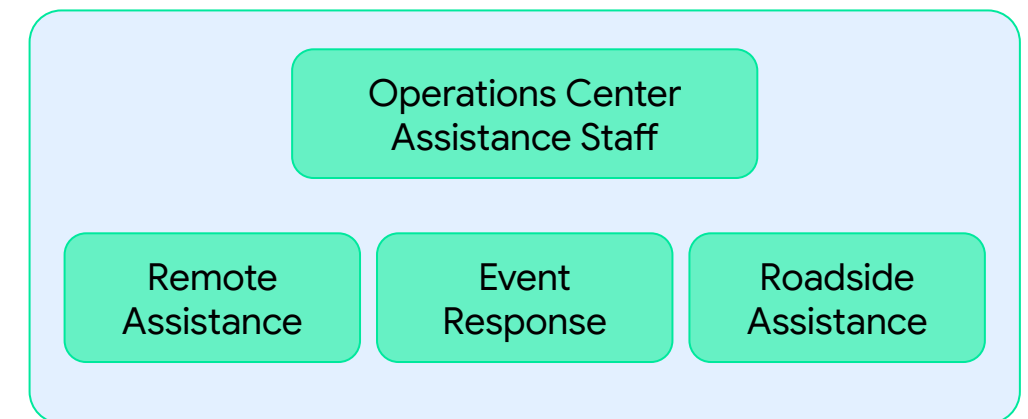 Operations Center
Assistance Staff
Remote
Assistance
Event
Response
Roadside
Assistance